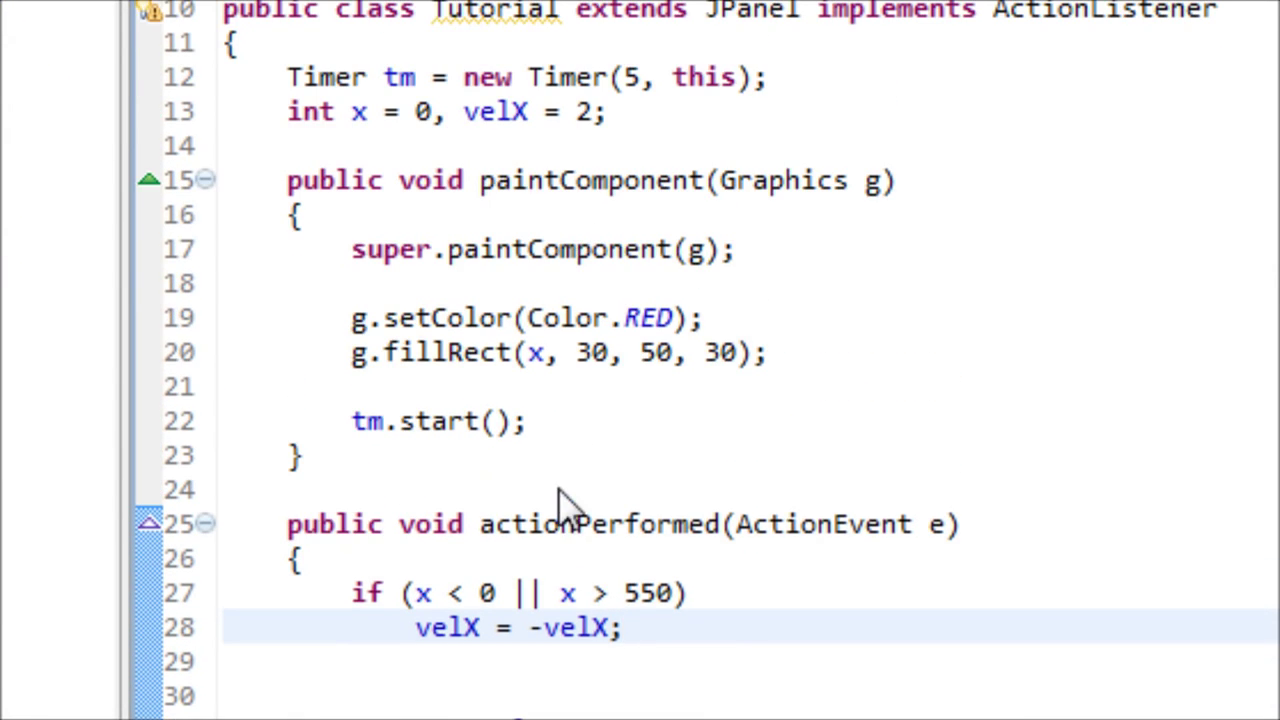 10 public class Tutorial extends JPanel implements ActionListener
11 {
12 Timer tm = new Timer(5, this);
13 int x = 0, velX = 2;
14
15 public void paintComponent(Graphics g)
16 {
17 super.paintComponent(g);
18
19 g.setColor(Color.RED);
20 g.fillRect(x, 30, 50, 30);
21
22 tm.start();
23 }
24
25 public void actionPerformed(ActionEvent e)
26 {
27 if (x < 0 || x > 550)
28 velX = -velX;
29
30